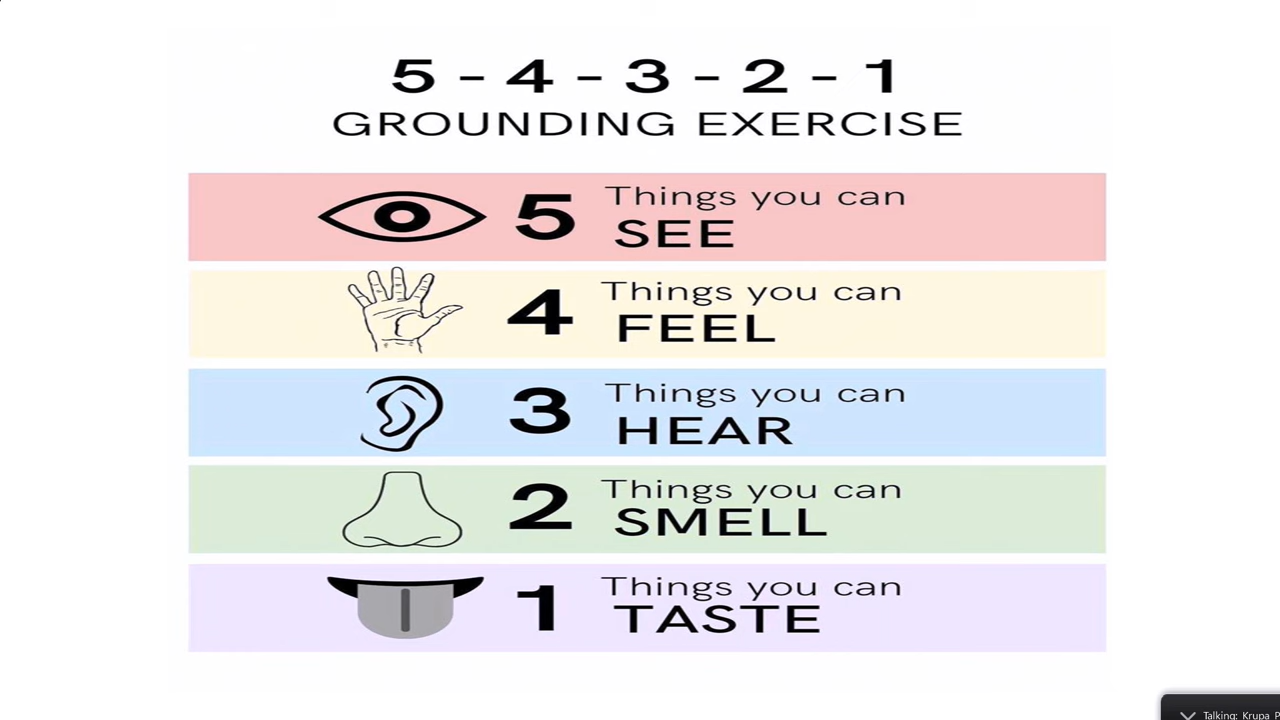 5 - 4 - 3 - 2 - 1
GROUNDING EXERCISE
5 Things you can
SEE
4 Things you can
FEEL
3 Things you can
HEAR
2 Things you can
SMELL
1 Things you can
TASTE
Talking: Krupa P